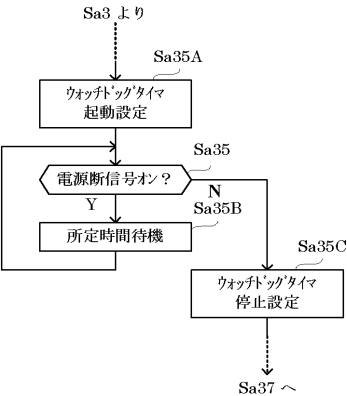 Sa3 より
Sa35A
ｳｫｯﾁﾄﾞｯｸﾞﾀｲﾏ
起動設定
Sa35
電源断信号ｵﾝ？
Y
N
Sa35B
所定時間待機
Sa35C
ｳｫｯﾁﾄﾞｯｸﾞﾀｲﾏ
停止設定
Sa37 へ